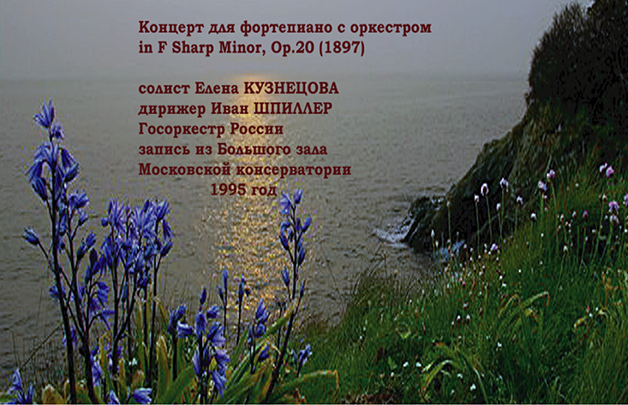 Концерт для фортепиано с оркестром
in F Sharp Minor, Op.20 (1897)
солист Елена КУЗНЕЦОВА
дирижер Иван ШПИЛЛЕР
Госоркестр России
запись из Большого зала
Московской консерватории
1995 год